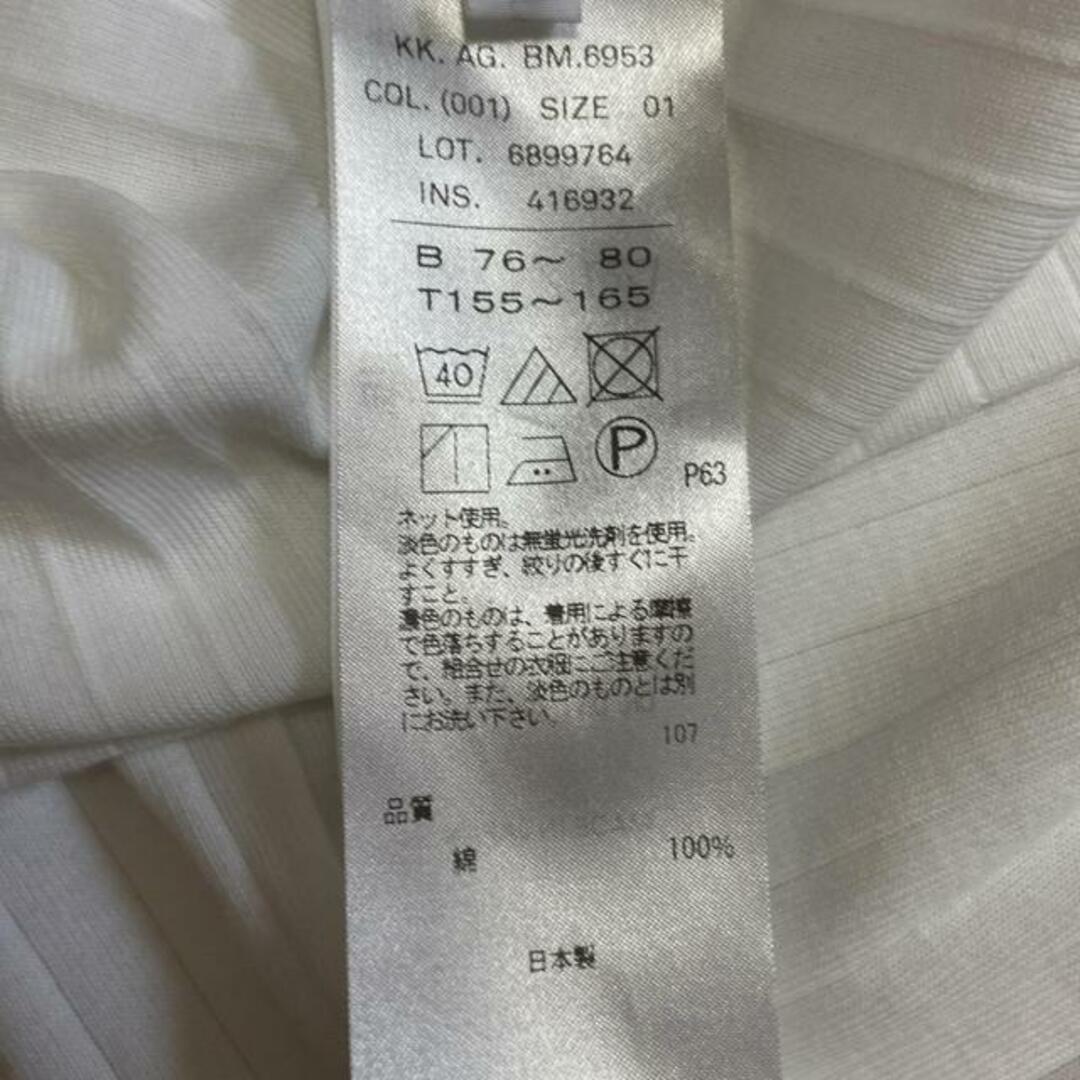 KK. AG. BM.6953
COL. (001) SIZE 01
LOT. 6899764
INS. 416932
B 76～ 80
T155～165
40
P
P63
ネット使用。
淡色のものは無蛍光洗剤を使用。
よくすすぎ、絞りの後すぐに干
すこと。
濃色のものは、着用による摩擦
で色落ちすることがありますの
で、組合せの衣服にご注意くだ
さい。また、淡色のものとは別
にお洗い下さい。
107
品質
綿 100%
日本製